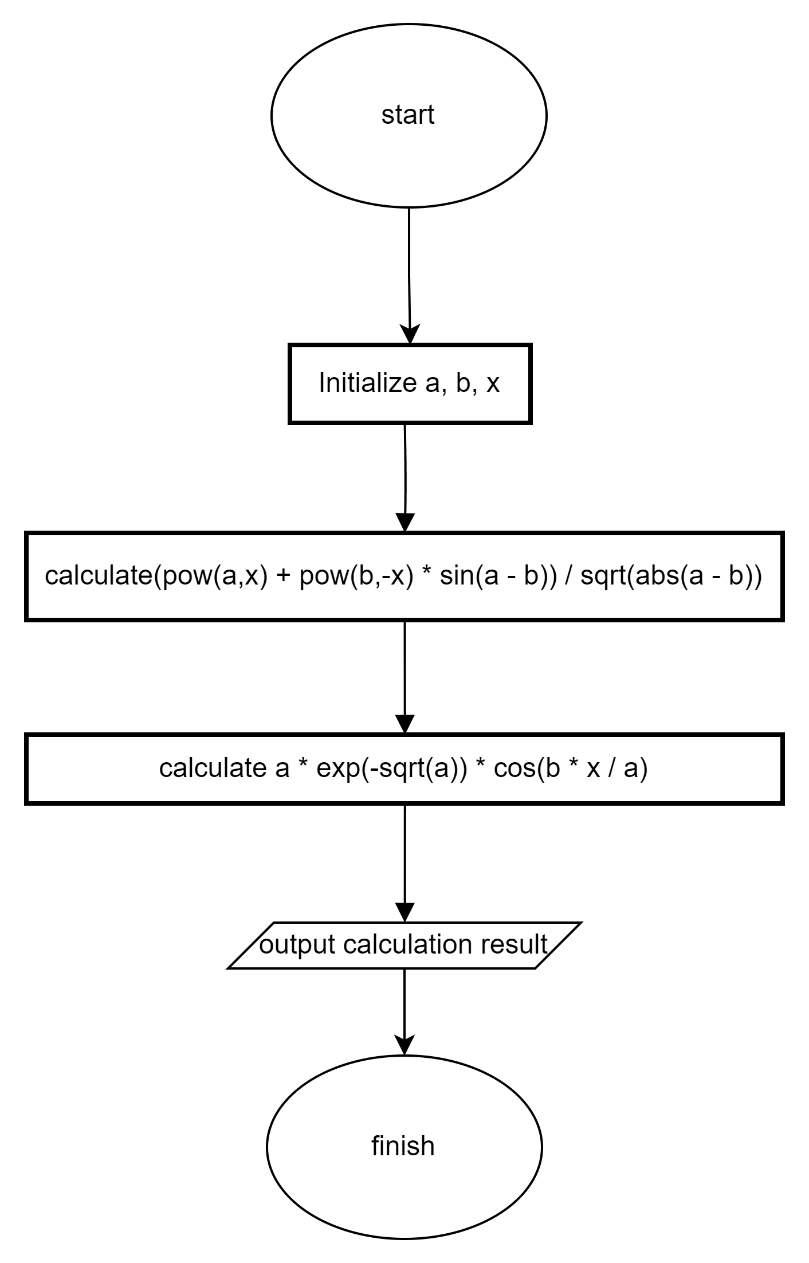 start
Initialize a, b, x
calculate(pow(a,x) + pow(b,-x) * sin(a - b)) / sqrt(abs(a - b))
calculate a * exp(-sqrt(a)) * cos(b * x / a)
output calculation result
finish